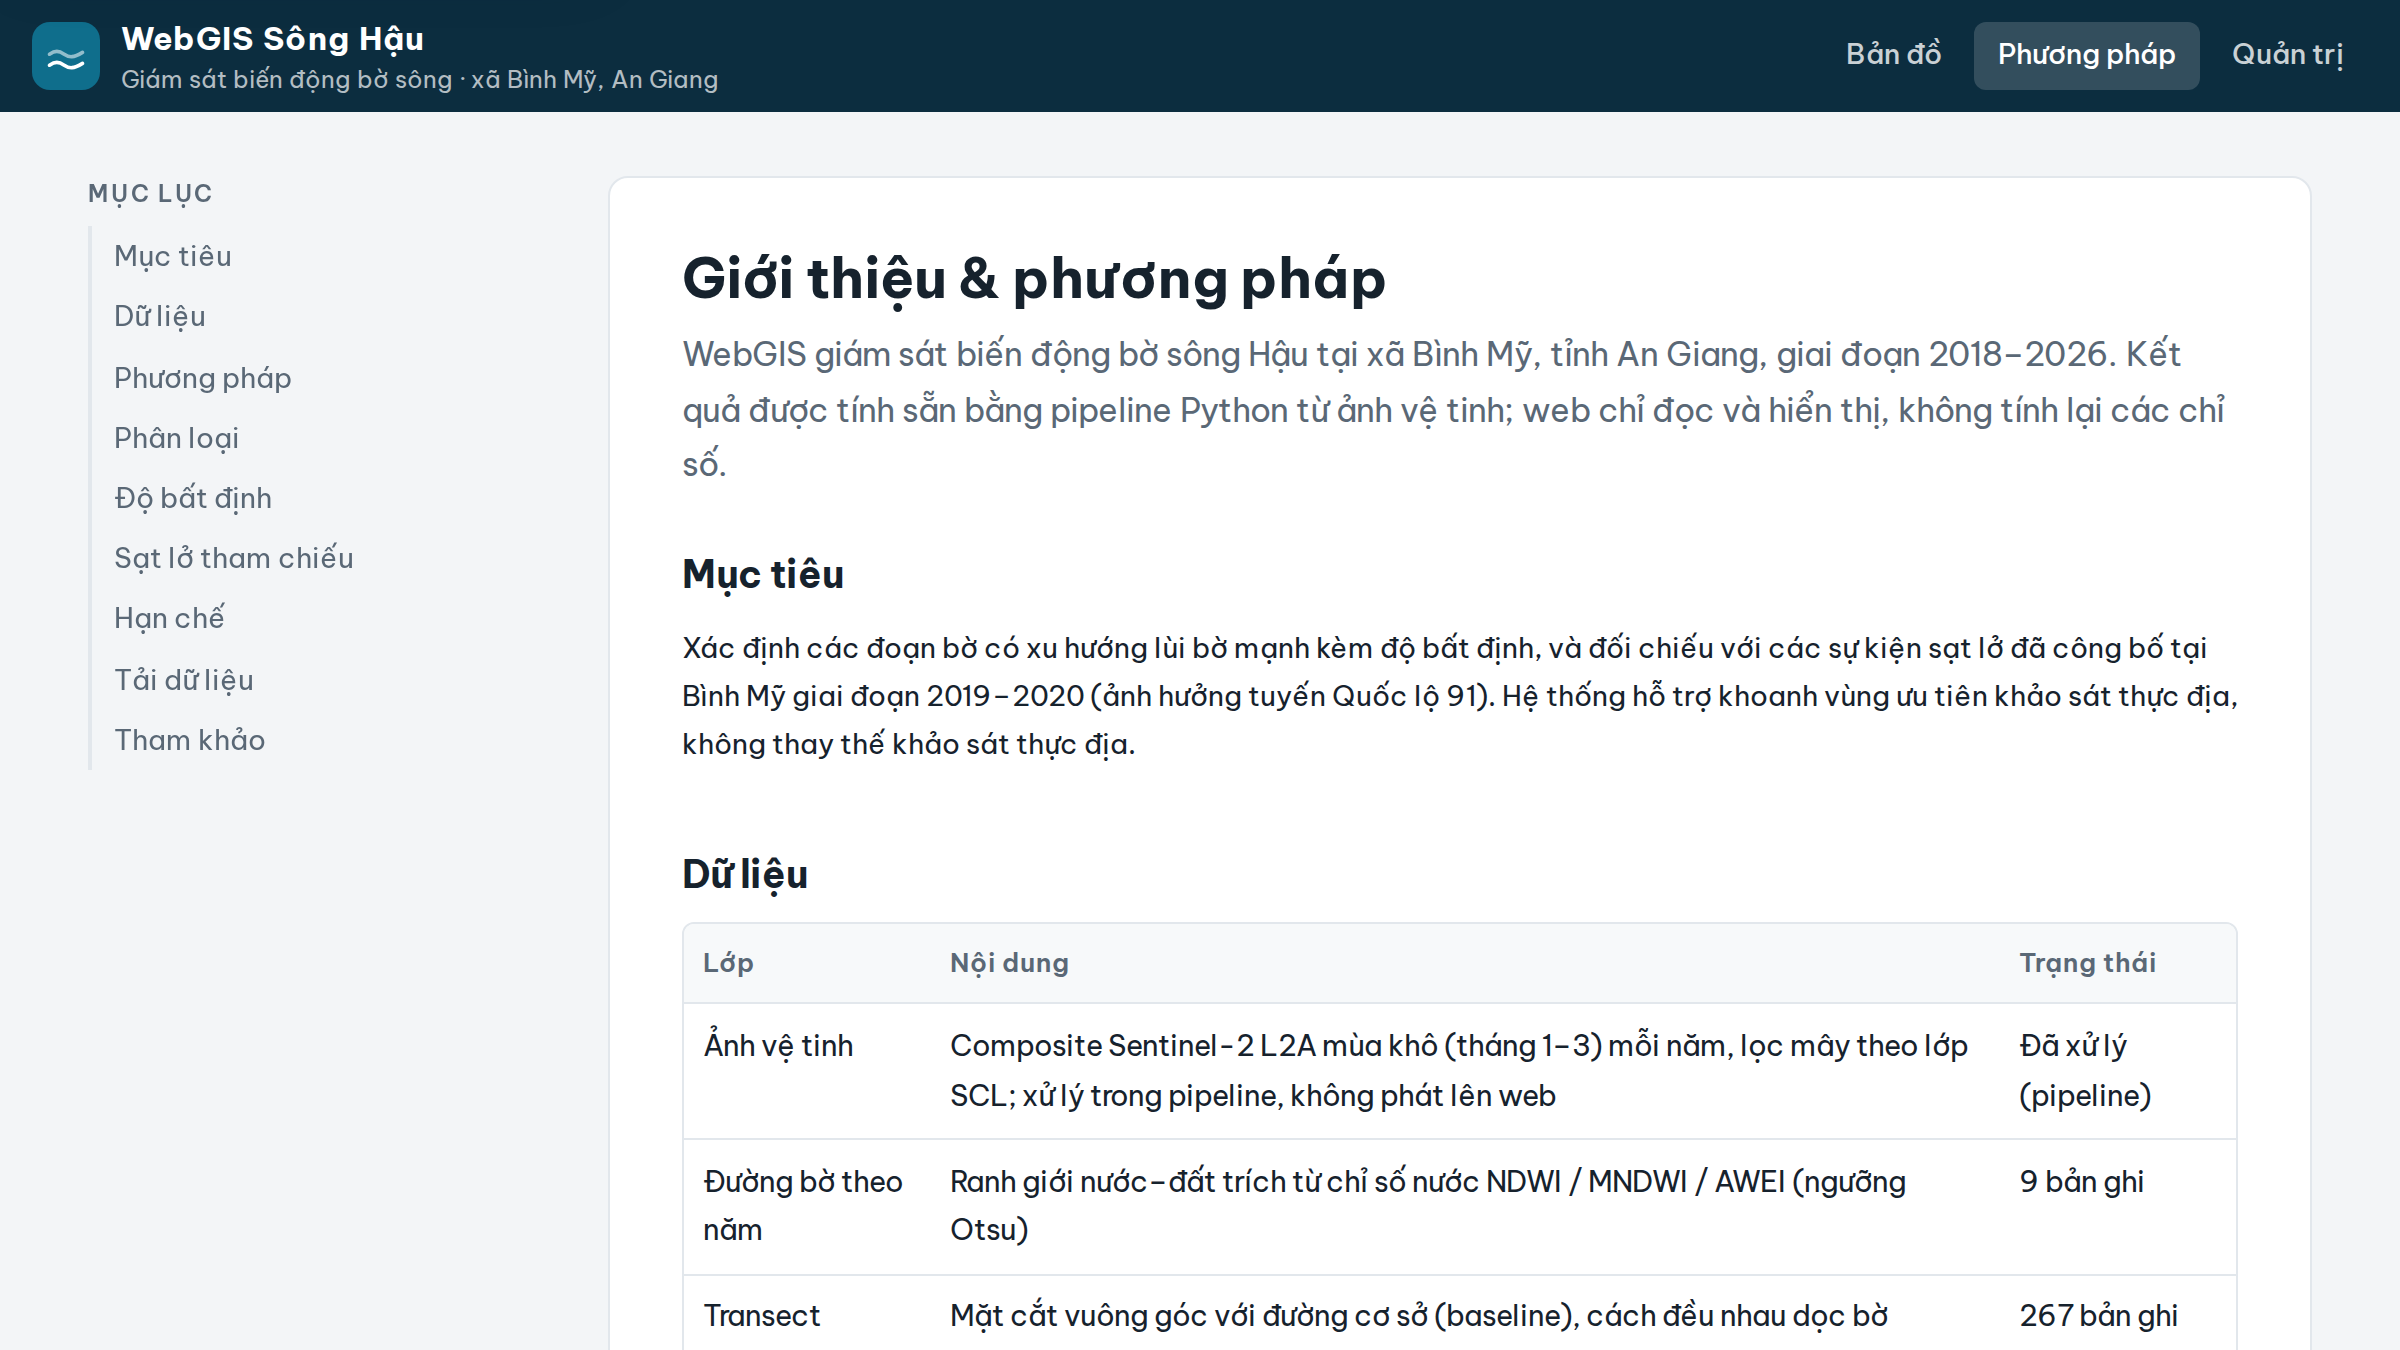 WebGIS Sông Hậu
Giám sát biến động bờ sông · xã Bình Mỹ, An Giang
Bản đồ
Phương pháp
Quản trị
MỤC LỤC
Mục tiêu
Dữ liệu
Phương pháp
Phân loại
Độ bất định
Sạt lở tham chiếu
Hạn chế
Tải dữ liệu
Tham khảo
Giới thiệu & phương pháp
WebGIS giám sát biến động bờ sông Hậu tại xã Bình Mỹ, tỉnh An Giang, giai đoạn 2018–2026. Kết
quả được tính sẵn bằng pipeline Python từ ảnh vệ tinh; web chỉ đọc và hiển thị, không tính lại các chỉ
số.
Mục tiêu
Xác định các đoạn bờ có xu hướng lùi bờ mạnh kèm độ bất định, và đối chiếu với các sự kiện sạt lở đã công bố tại
Bình Mỹ giai đoạn 2019–2020 (ảnh hưởng tuyến Quốc lộ 91). Hệ thống hỗ trợ khoanh vùng ưu tiên khảo sát thực địa,
không thay thế khảo sát thực địa.
Dữ liệu
Lớp
Nội dung
Trạng thái
Ảnh vệ tinh
Composite Sentinel-2 L2A mùa khô (tháng 1–3) mỗi năm, lọc mây theo lớp
SCL; xử lý trong pipeline, không phát lên web
Đã xử lý
(pipeline)
Đường bờ theo
năm
Ranh giới nước–đất trích từ chỉ số nước NDWI / MNDWI / AWEI (ngưỡng
Otsu)
9 bản ghi
Transect
Mặt cắt vuông góc với đường cơ sở (baseline), cách đều nhau dọc bờ
267 bản ghi